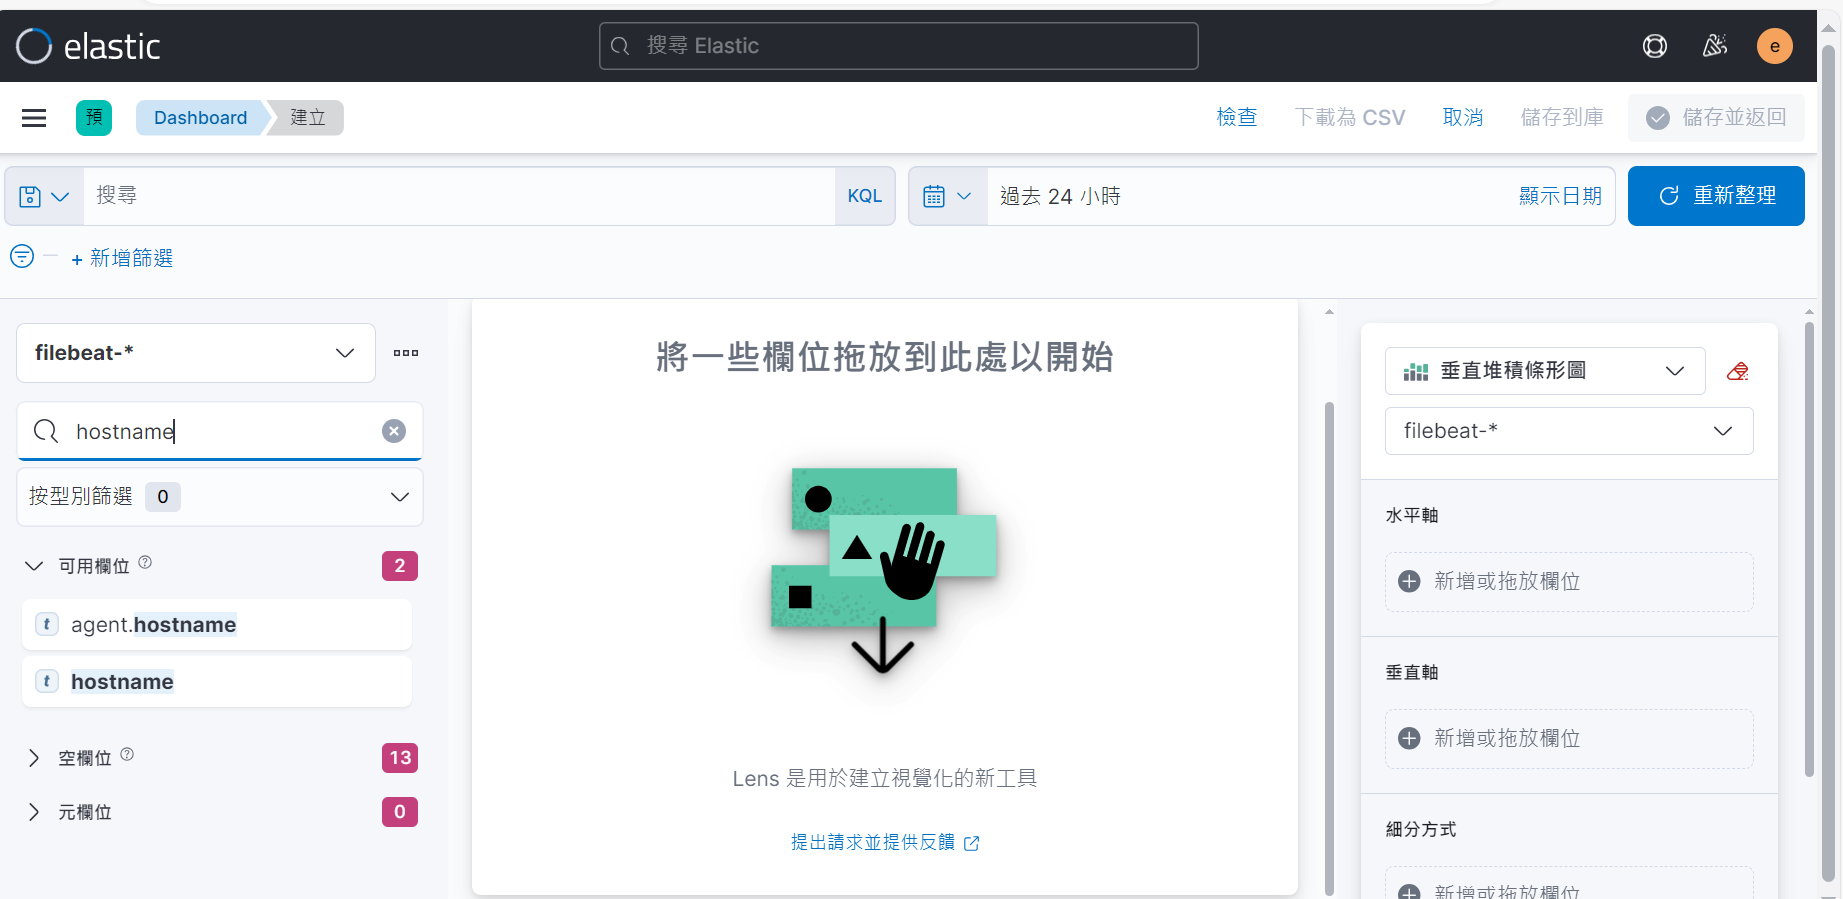 elastic
搜尋 Elastic
e
預
Dashboard
建立
檢查
下載為 CSV
取消
儲存到庫
儲存並返回
搜尋
KQL
過去 24 小時
顯示日期
重新整理
+ 新增篩選
filebeat-*
hostname
按型別篩選 0
可用欄位 2
t agent.hostname
t hostname
空欄位 13
元欄位 0
將一些欄位拖放到此處以開始
Lens 是用於建立視覺化的新工具
提出請求並提供反饋
垂直堆積條形圖
filebeat-*
水平軸
新增或拖放欄位
垂直軸
新增或拖放欄位
細分方式
新增或拖放欄位